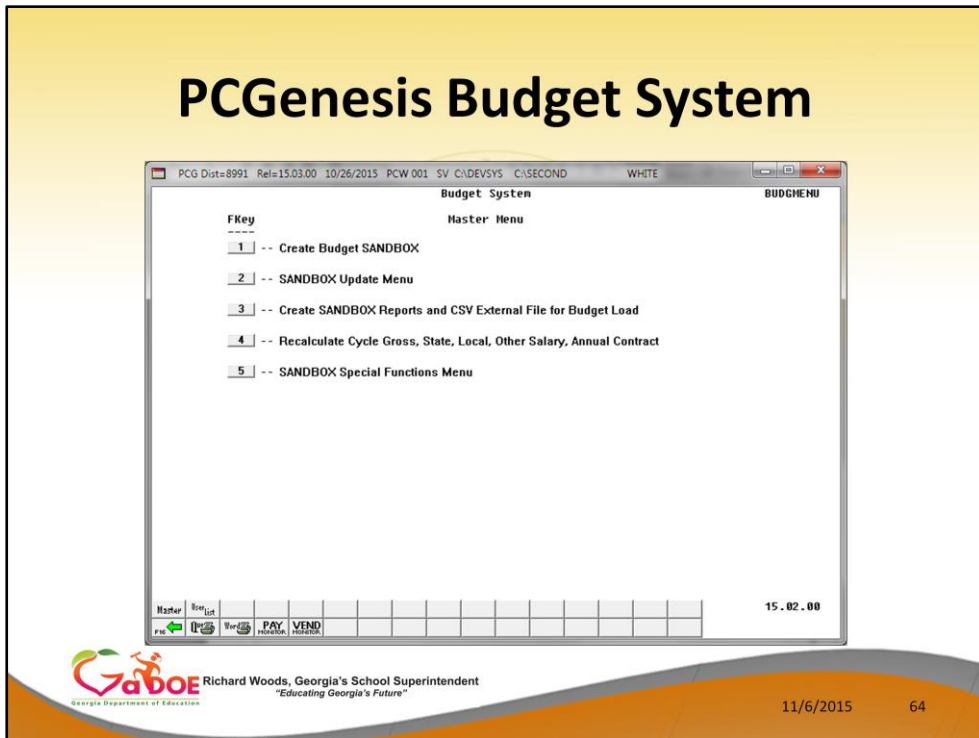 PCGenesis Budget System
PCG Dist=8991 Rel=15.03.00 10/26/2015 PCW 001 SV C:\DEVSYS C:\SECOND WHITE
Budget System BUDGMENU
FKey Master Menu
----
1 -- Create Budget SANDBOX
2 -- SANDBOX Update Menu
3 -- Create SANDBOX Reports and CSV External File for Budget Load
4 -- Recalculate Cycle Gross, State, Local, Other Salary, Annual Contract
5 -- SANDBOX Special Functions Menu
Master User List 15.02.00
F16 Word PAY MONITOR VEND MONITOR
GaDOE
Georgia Department of Education
Richard Woods, Georgia's School Superintendent
"Educating Georgia's Future"
11/6/2015 64